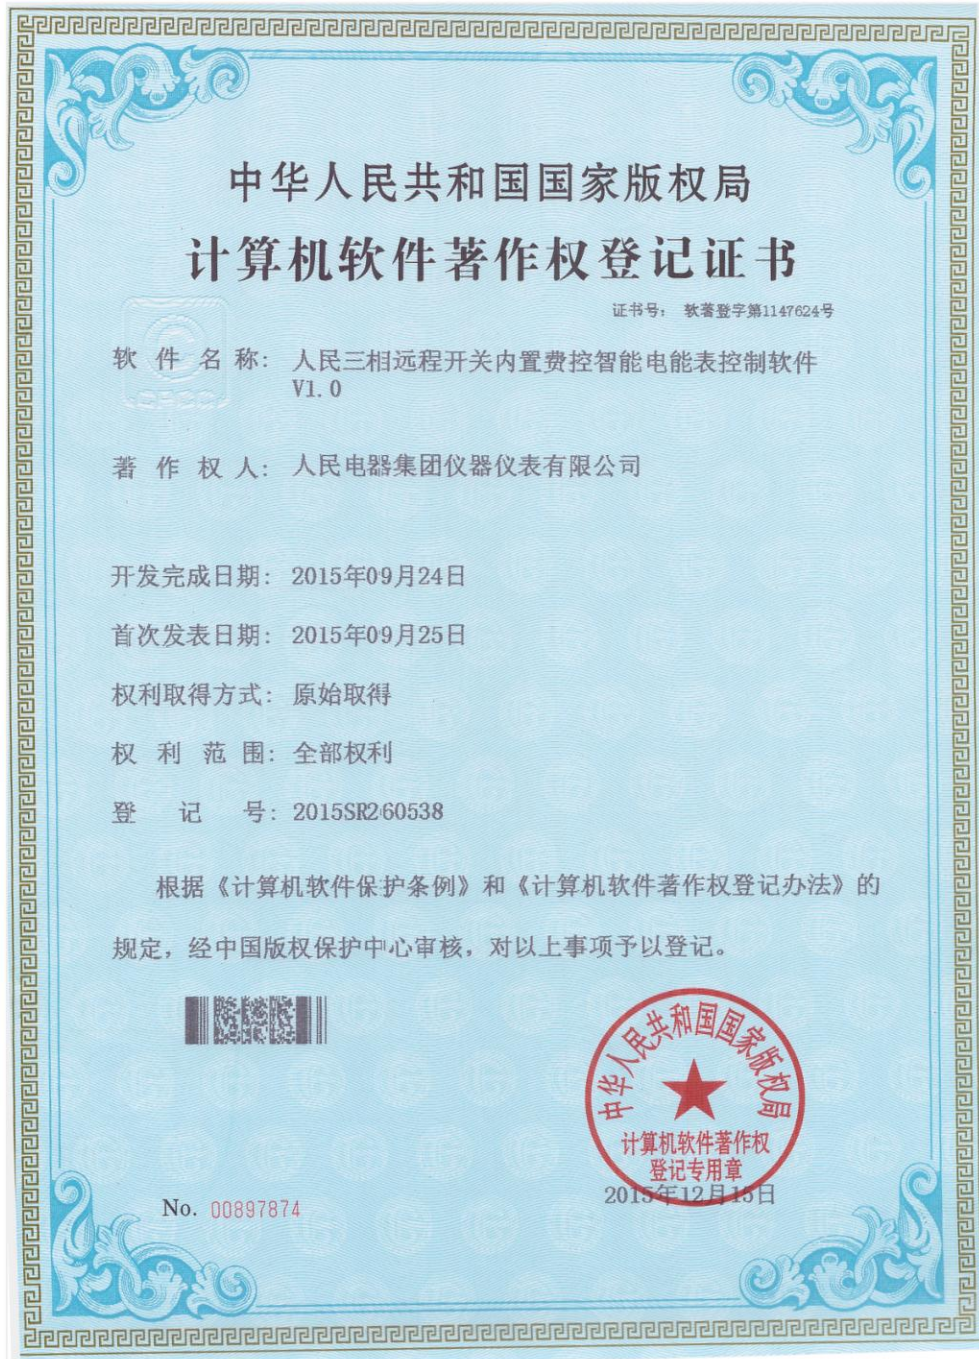 中华人民共和国国家版权局
计算机软件著作权登记证书
证书号： 软著登字第1147624号
CPCC
软件名称： 人民三相远程开关内置费控智能电能表控制软件
V1.0
著作权人： 人民电器集团仪器仪表有限公司
开发完成日期： 2015年09月24日
首次发表日期： 2015年09月25日
权利取得方式： 原始取得
权利范围： 全部权利
登记号： 2015SR260538
根据《计算机软件保护条例》和《计算机软件著作权登记办法》的
规定，经中国版权保护中心审核，对以上事项予以登记。
中华人民共和国国家版权局
计算机软件著作权
登记专用章
2015年12月15日
No. 00897874